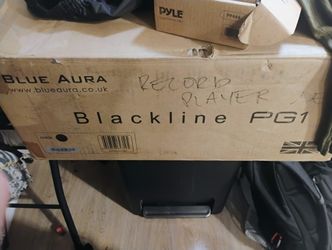 PYLE
BLUE AURA
www.blueaura.co.uk
RECORD
PLAYER
Blackline PG1